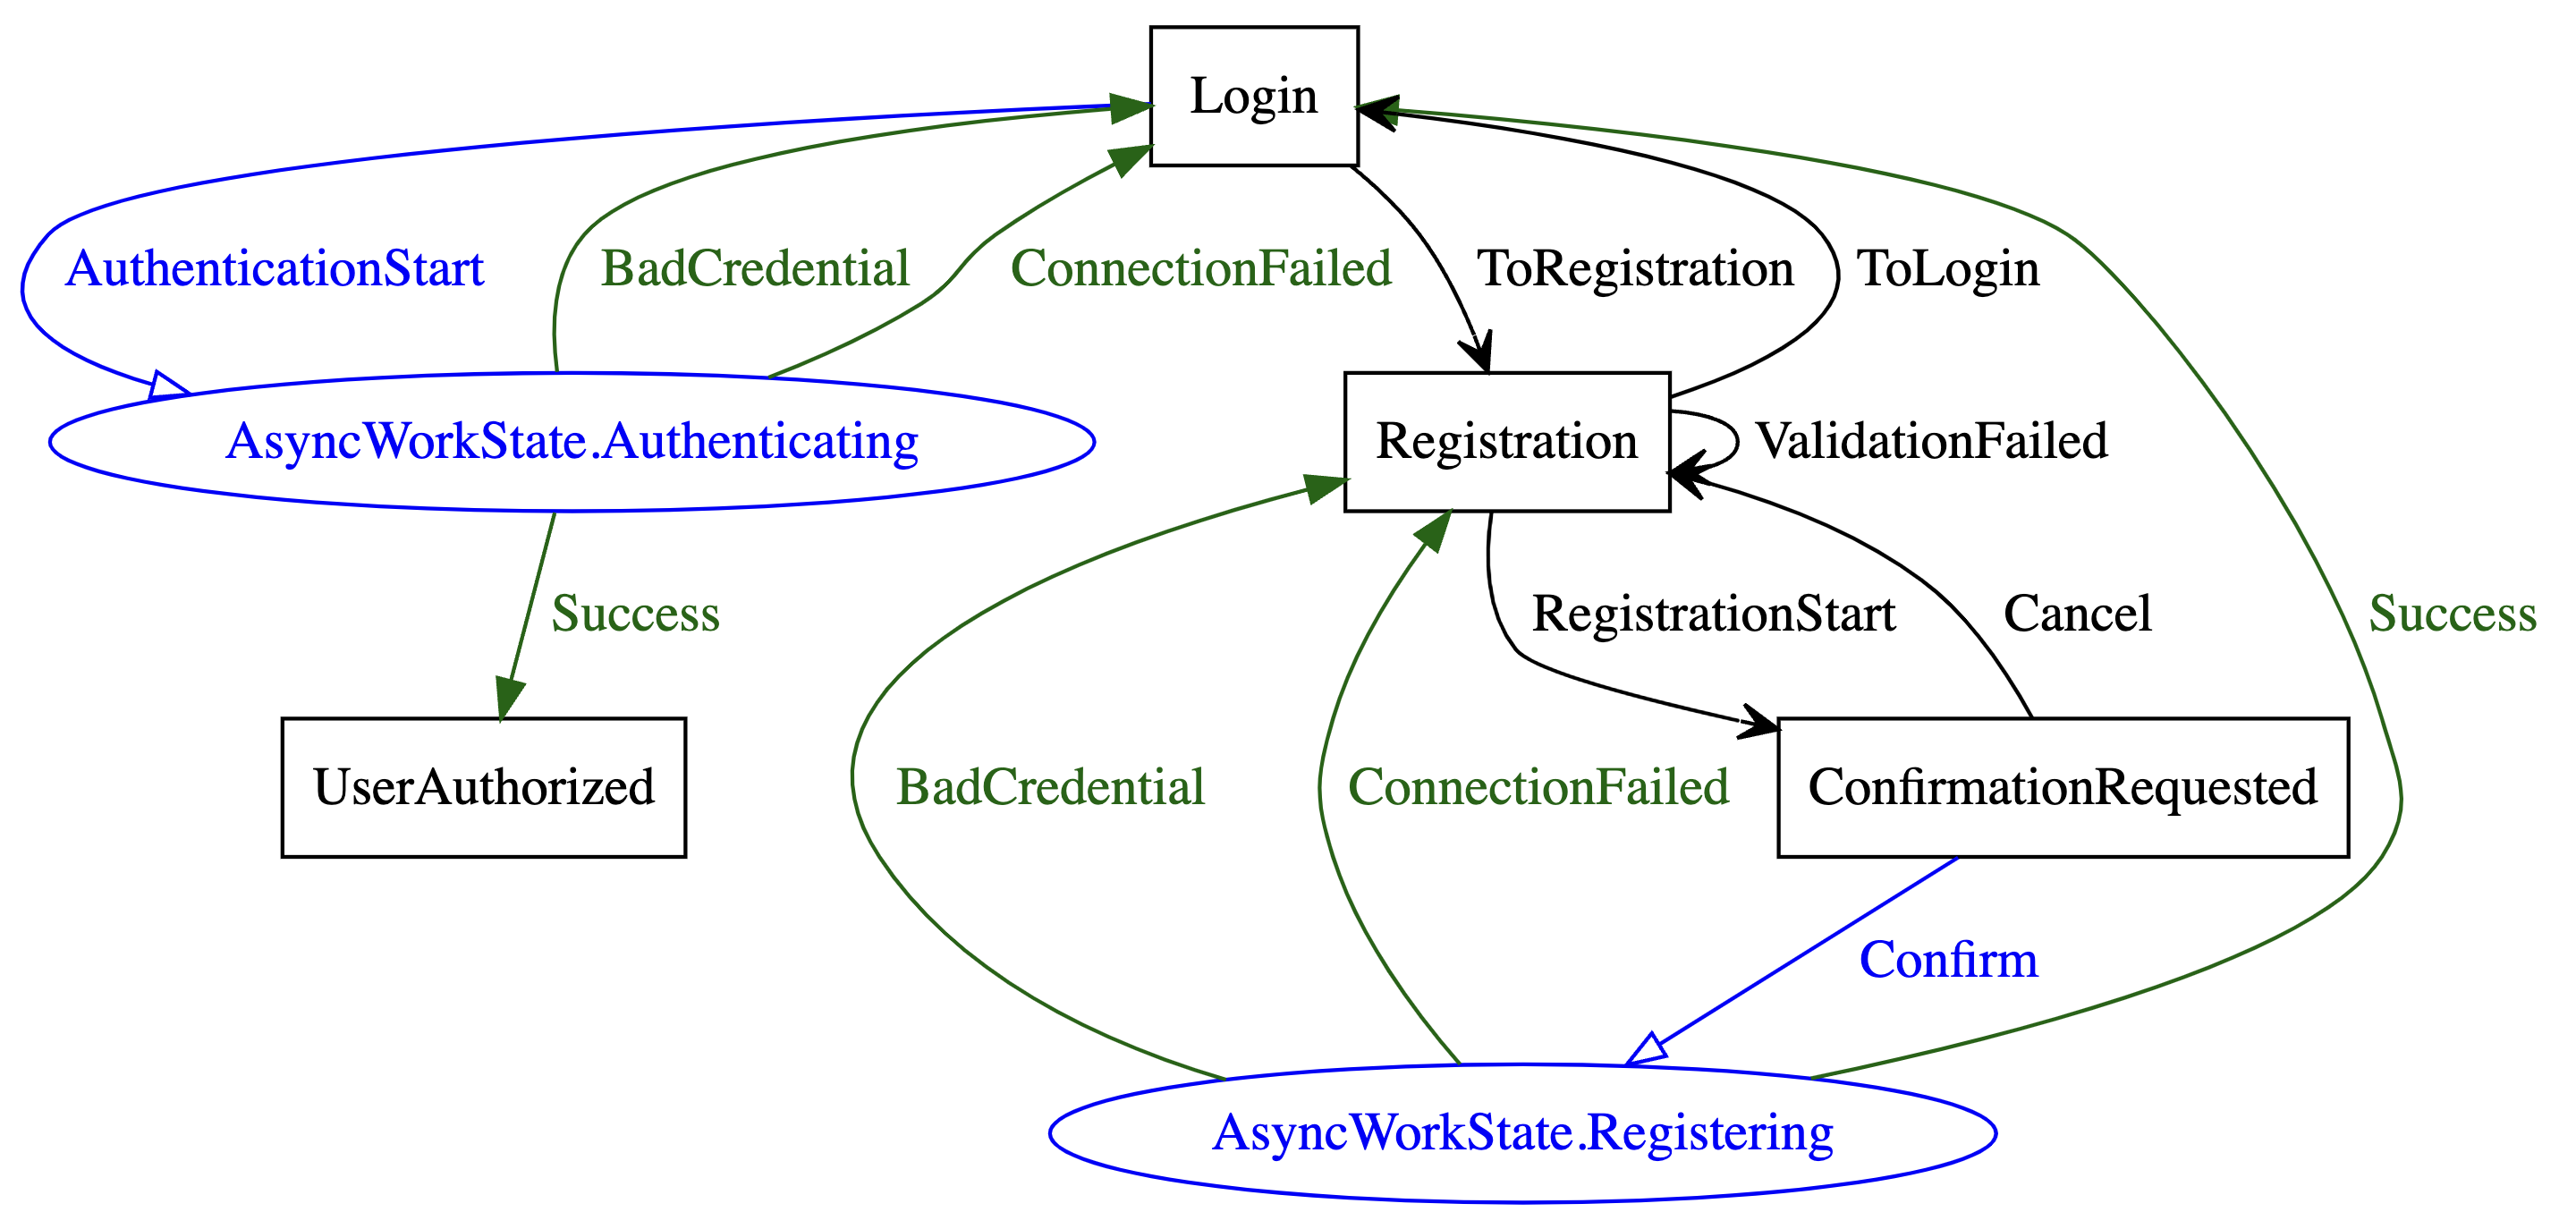 Login
AuthenticationStart
BadCredential
ConnectionFailed
ToRegistration
ToLogin
AsyncWorkState.Authenticating
Registration
ValidationFailed
Success
RegistrationStart
Cancel
Success
UserAuthorized
BadCredential
ConnectionFailed
ConfirmationRequested
Confirm
AsyncWorkState.Registering